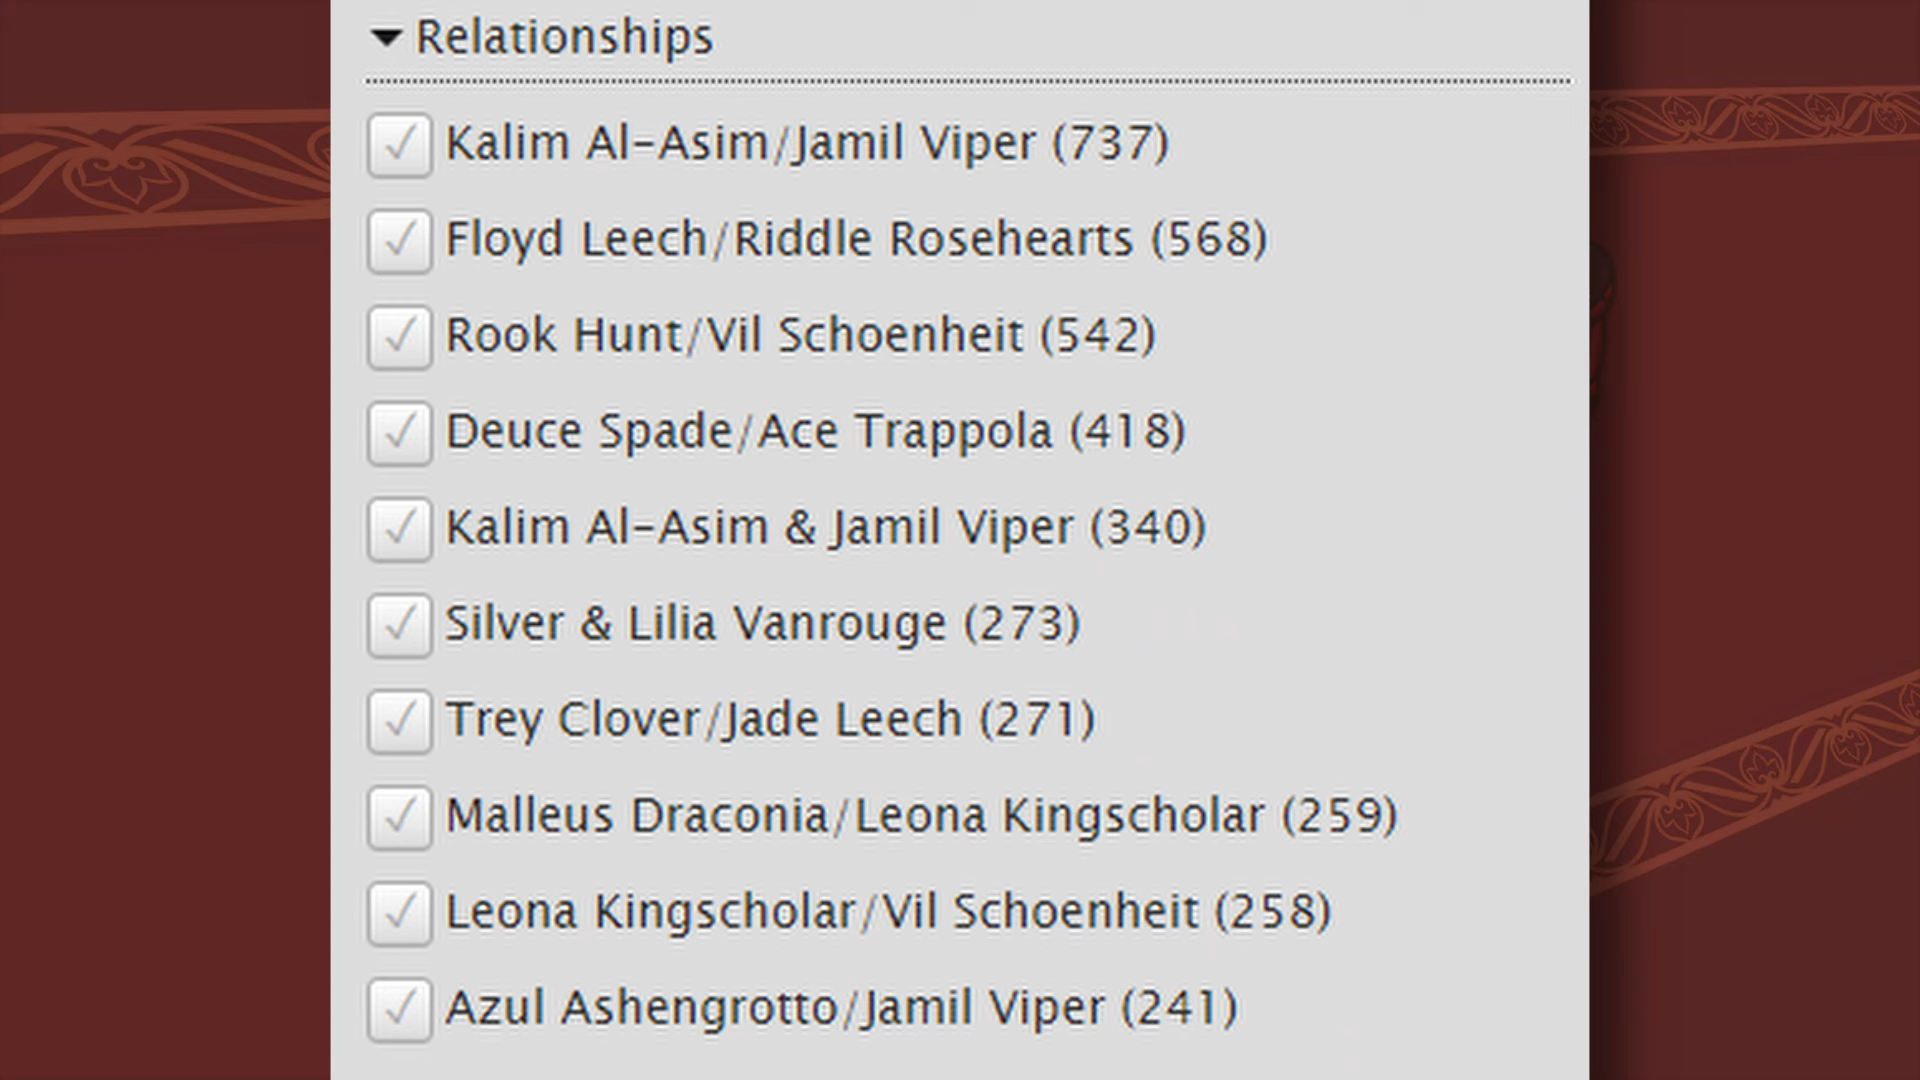 Relationships
Kalim Al-Asim/Jamil Viper (737)
Floyd Leech/Riddle Rosehearts (568)
Rook Hunt/Vil Schoenheit (542)
Deuce Spade/Ace Trappola (418)
Kalim Al-Asim & Jamil Viper (340)
Silver & Lilia Vanrouge (273)
Trey Clover/Jade Leech (271)
Malleus Draconia/Leona Kingscholar (259)
Leona Kingscholar/Vil Schoenheit (258)
Azul Ashengrotto/Jamil Viper (241)